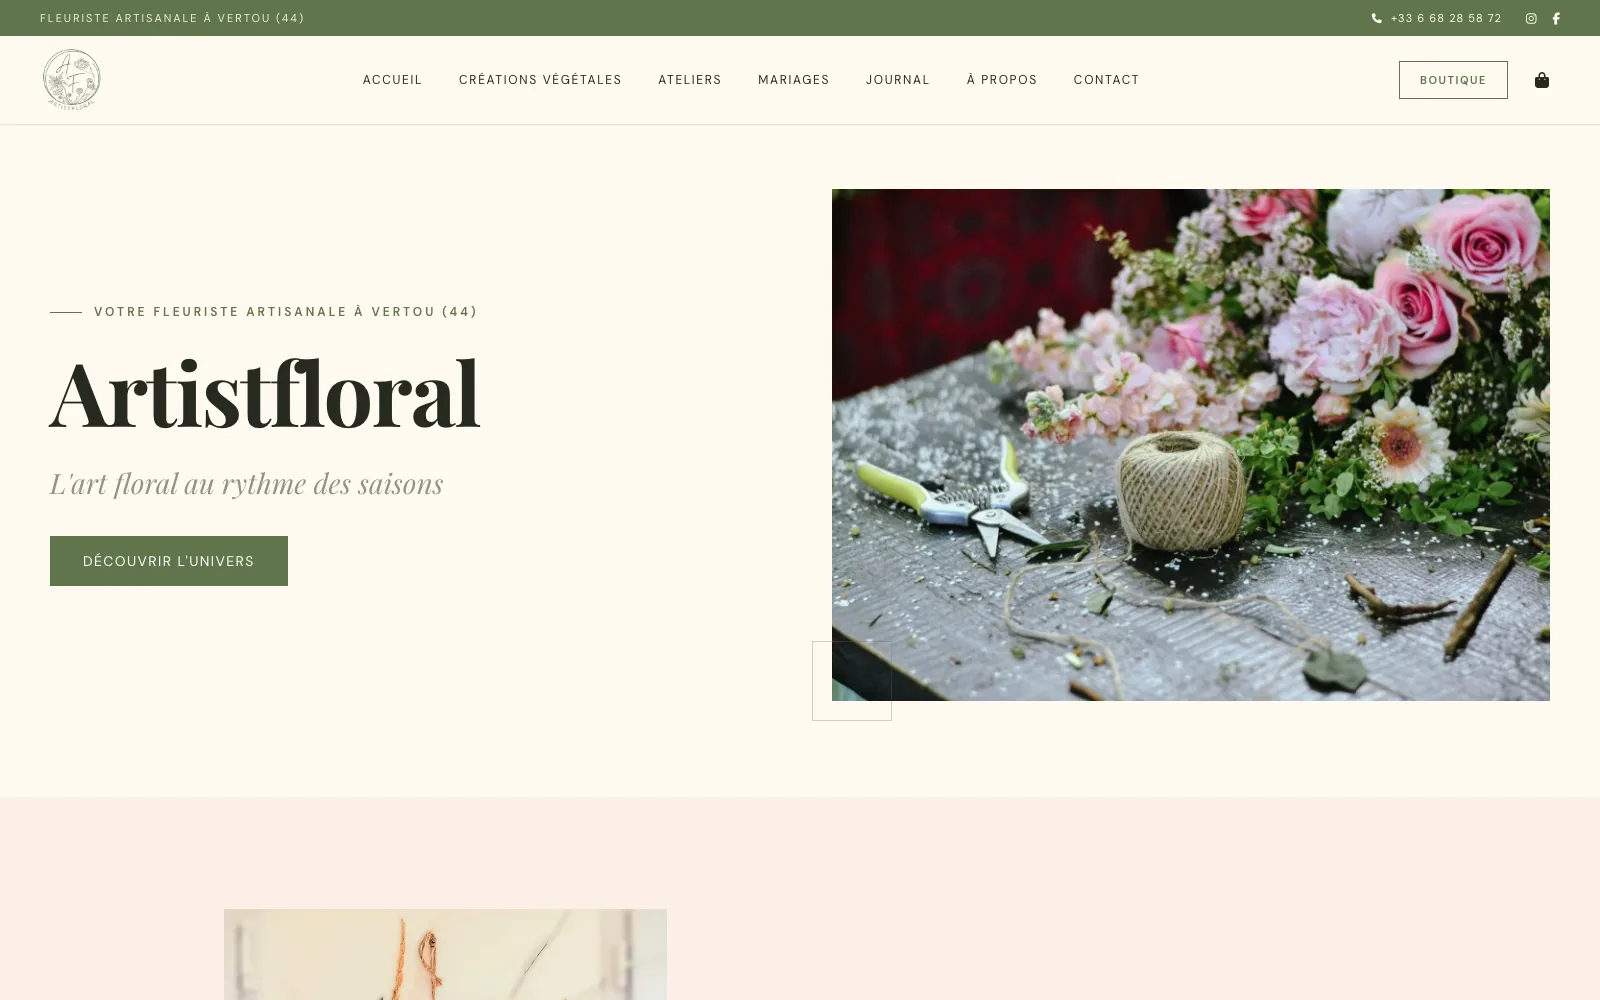 FLEURISTE ARTISANALE À VERTOU (44)
+33 6 68 28 58 72
A F
ARTISTFLORAL
ACCUEIL
CRÉATIONS VÉGÉTALES
ATELIERS
MARIAGES
JOURNAL
À PROPOS
CONTACT
BOUTIQUE
VOTRE FLEURISTE ARTISANALE À VERTOU (44)
Artistfloral
L'art floral au rythme des saisons
DÉCOUVRIR L'UNIVERS